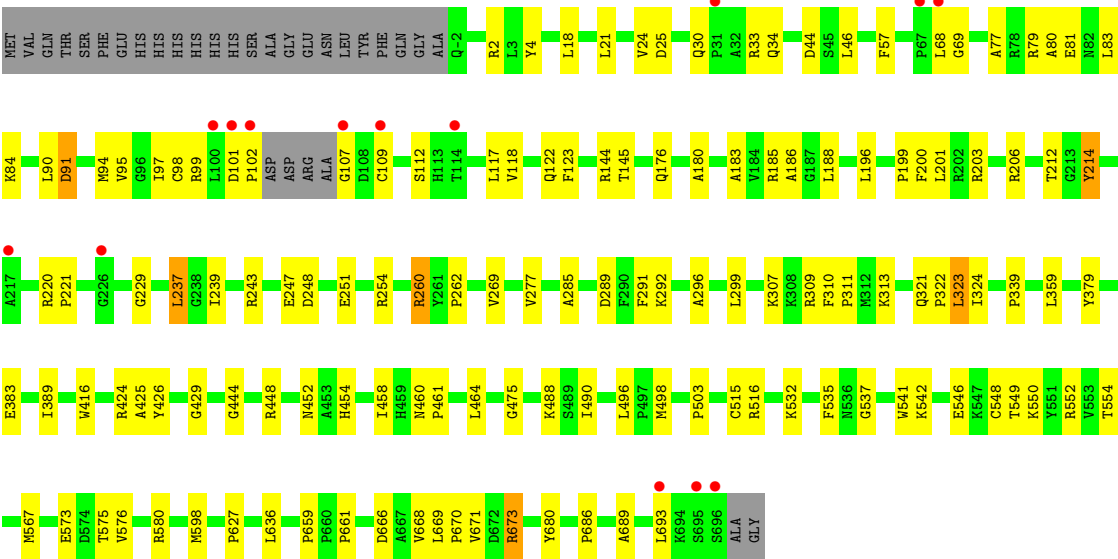 MET VAL GLN THR SER PHE GLU HIS HIS HIS HIS HIS HIS SER ALA GLY GLU ASN LEU TYR PHE GLN GLY ALA Q-2 R2 L3 Y4 L18 L21 V24 D25 Q30 P31 A32 R33 Q34 D44 S45 L46 F57 P67 L68 G69 A77 R78 R79 A80 E81 N82 L83
K84 L90 D91 M94 V95 G96 I97 C98 R99 L100 D101 P102 ASP ASP ARG ALA G107 D108 C109 S112 H113 T114 L117 V118 Q122 F123 R144 T145 Q176 A180 A183 V184 R185 A186 G187 L188 L196 P199 F200 L201 R202 R203 R206 T212 G213 Y214
A217 R220 P221 G226 G229 L237 G238 I239 R243 E247 D248 E251 R254 R260 Y261 P262 V269 V277 A285 D289 F290 F291 K292 A296 L299 K307 K308 R309 F310 P311 M312 K313 Q321 P322 L323 I324 P339 L359 Y379
E383 I389 W416 R424 A425 Y426 G429 G444 R448 N452 A453 H454 I458 H459 N460 P461 L464 G475 K488 S489 I490 L496 P497 M498 P503 C515 R516 K532 F535 N536 G537 W541 K542 E546 K547 C548 T549 K550 Y551 R552 V553 T554
M567 E573 D574 T575 V576 R580 M598 P627 L636 P659 P660 P661 D666 A667 V668 L669 P670 V671 D672 R673 Y680 P686 A689 L693 K694 S695 S696 ALA GLY